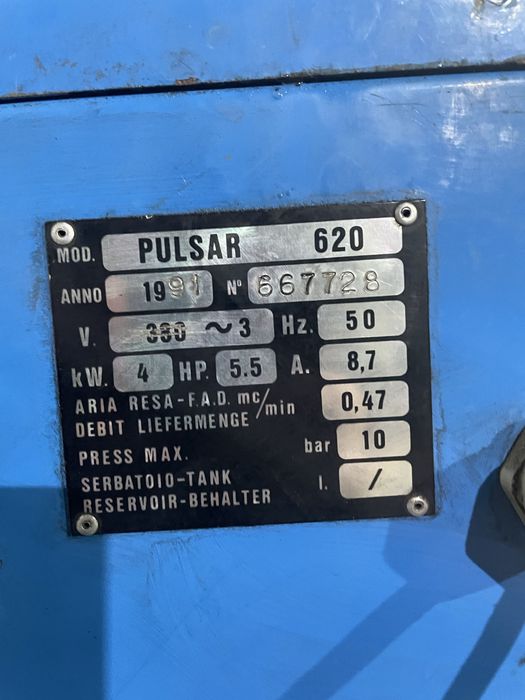 MOD. PULSAR 620
ANNO 1991 Nº 667728
V. 380 ~ 3 Hz. 50
kW. 4 HP. 5.5 A. 8,7
ARIA RESA-F.A.D. mc/min 0,47
DEBIT LIEFERMENGE
PRESS MAX. bar 10
SERBATOIO-TANK l. /
RESERVOIR-BEHALTER